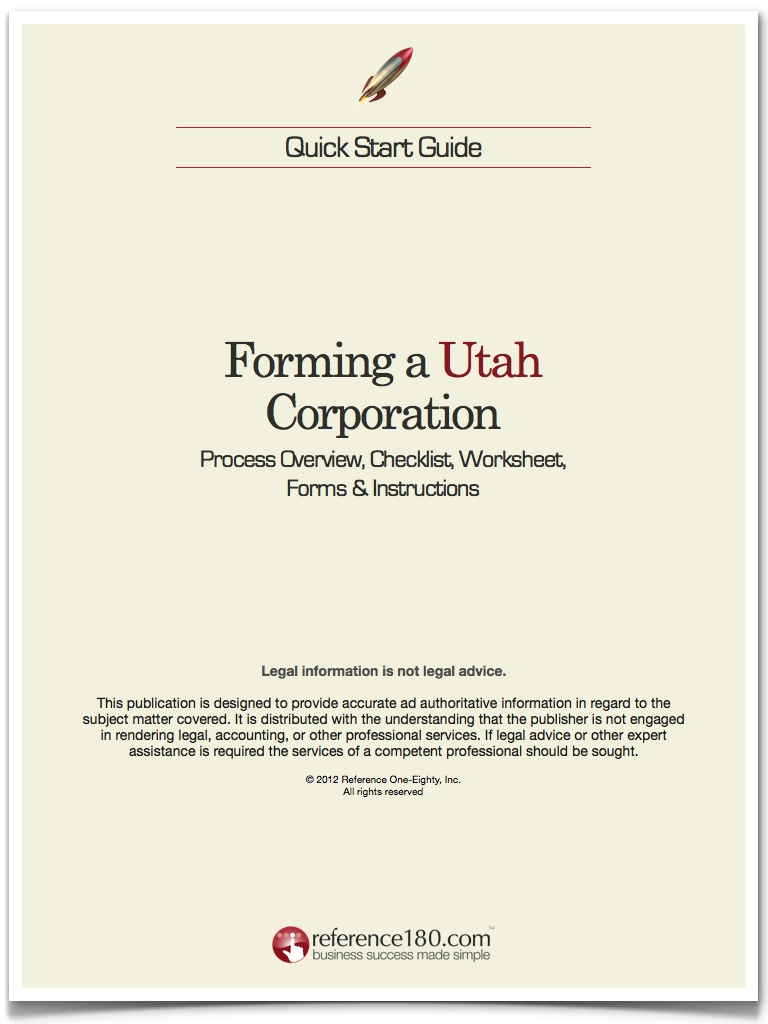 Quick Start Guide
Forming a Utah
Corporation
Process Overview, Checklist, Worksheet,
Forms & Instructions
Legal information is not legal advice.
This publication is designed to provide accurate ad authoritative information in regard to the
subject matter covered. It is distributed with the understanding that the publisher is not engaged
in rendering legal, accounting, or other professional services. If legal advice or other expert
assistance is required the services of a competent professional should be sought.
© 2012 Reference One-Eighty, Inc.
All rights reserved
reference180.com™
business success made simple